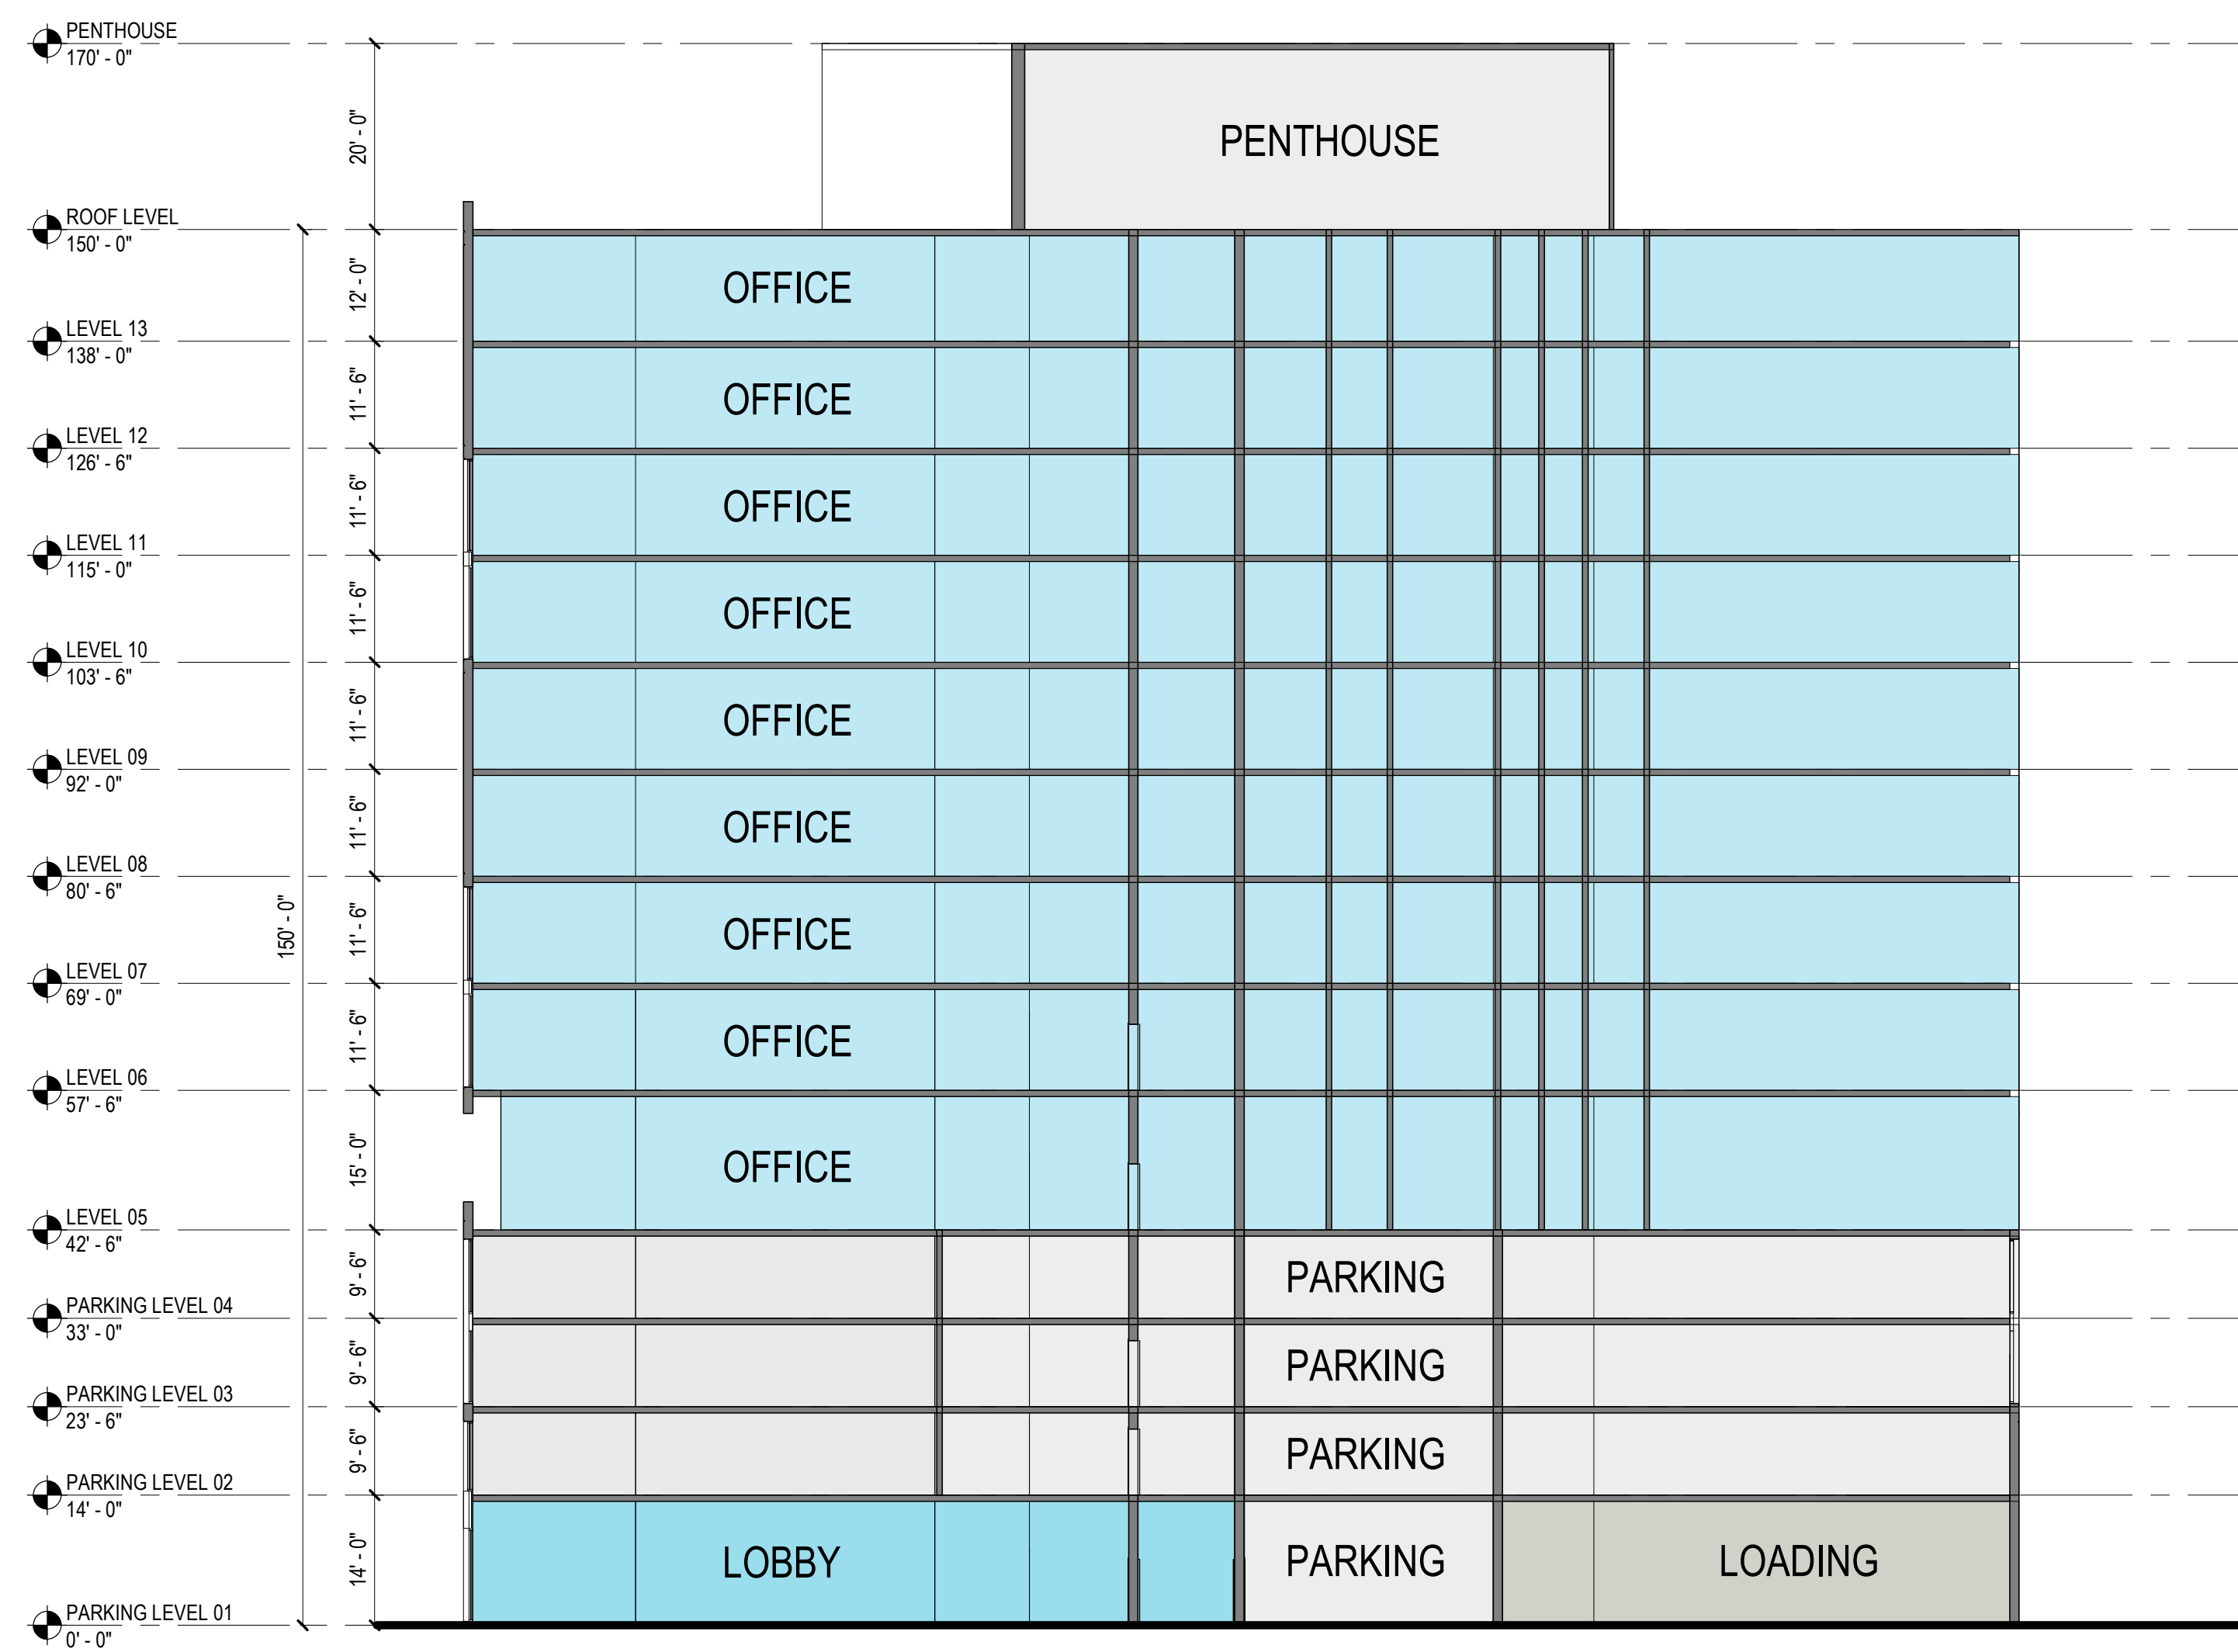 PENTHOUSE
170' - 0"
20' - 0"
PENTHOUSE
ROOF LEVEL
150' - 0"
12' - 0"
OFFICE
LEVEL 13
138' - 0"
11' - 6"
OFFICE
LEVEL 12
126' - 6"
11' - 6"
OFFICE
LEVEL 11
115' - 0"
11' - 6"
OFFICE
LEVEL 10
103' - 6"
11' - 6"
OFFICE
LEVEL 09
92' - 0"
11' - 6"
OFFICE
LEVEL 08
80' - 6"
150' - 0"
11' - 6"
OFFICE
LEVEL 07
69' - 0"
11' - 6"
OFFICE
LEVEL 06
57' - 6"
15' - 0"
OFFICE
LEVEL 05
42' - 6"
9' - 6"
PARKING
PARKING LEVEL 04
33' - 0"
9' - 6"
PARKING
PARKING LEVEL 03
23' - 6"
9' - 6"
PARKING
PARKING LEVEL 02
14' - 0"
14' - 0"
LOBBY
PARKING
LOADING
PARKING LEVEL 01
0' - 0"